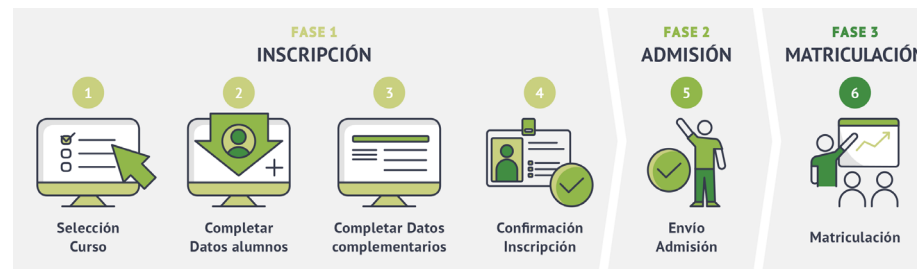 FASE 1
INSCRIPCIÓN
1
2
3
4
Selección
Curso
Completar
Datos alumnos
Completar Datos
complementarios
Confirmación
Inscripción
FASE 2
ADMISIÓN
5
Envío
Admisión
FASE 3
MATRICULACIÓN
6
Matriculación